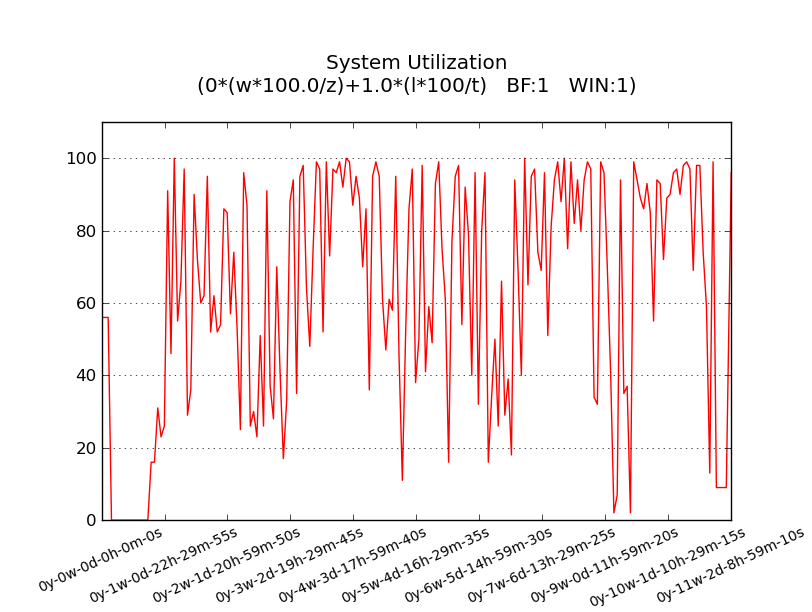 System Utilization
(0*(w*100.0/z)+1.0*(l*100/t)   BF:1   WIN:1)
100
80
60
40
20
0
0y-0w-0d-0h-0m-0s
0y-1w-0d-22h-29m-55s
0y-2w-1d-20h-59m-50s
0y-3w-2d-19h-29m-45s
0y-4w-3d-17h-59m-40s
0y-5w-4d-16h-29m-35s
0y-6w-5d-14h-59m-30s
0y-7w-6d-13h-29m-25s
0y-9w-0d-11h-59m-20s
0y-10w-1d-10h-29m-15s
0y-11w-2d-8h-59m-10s